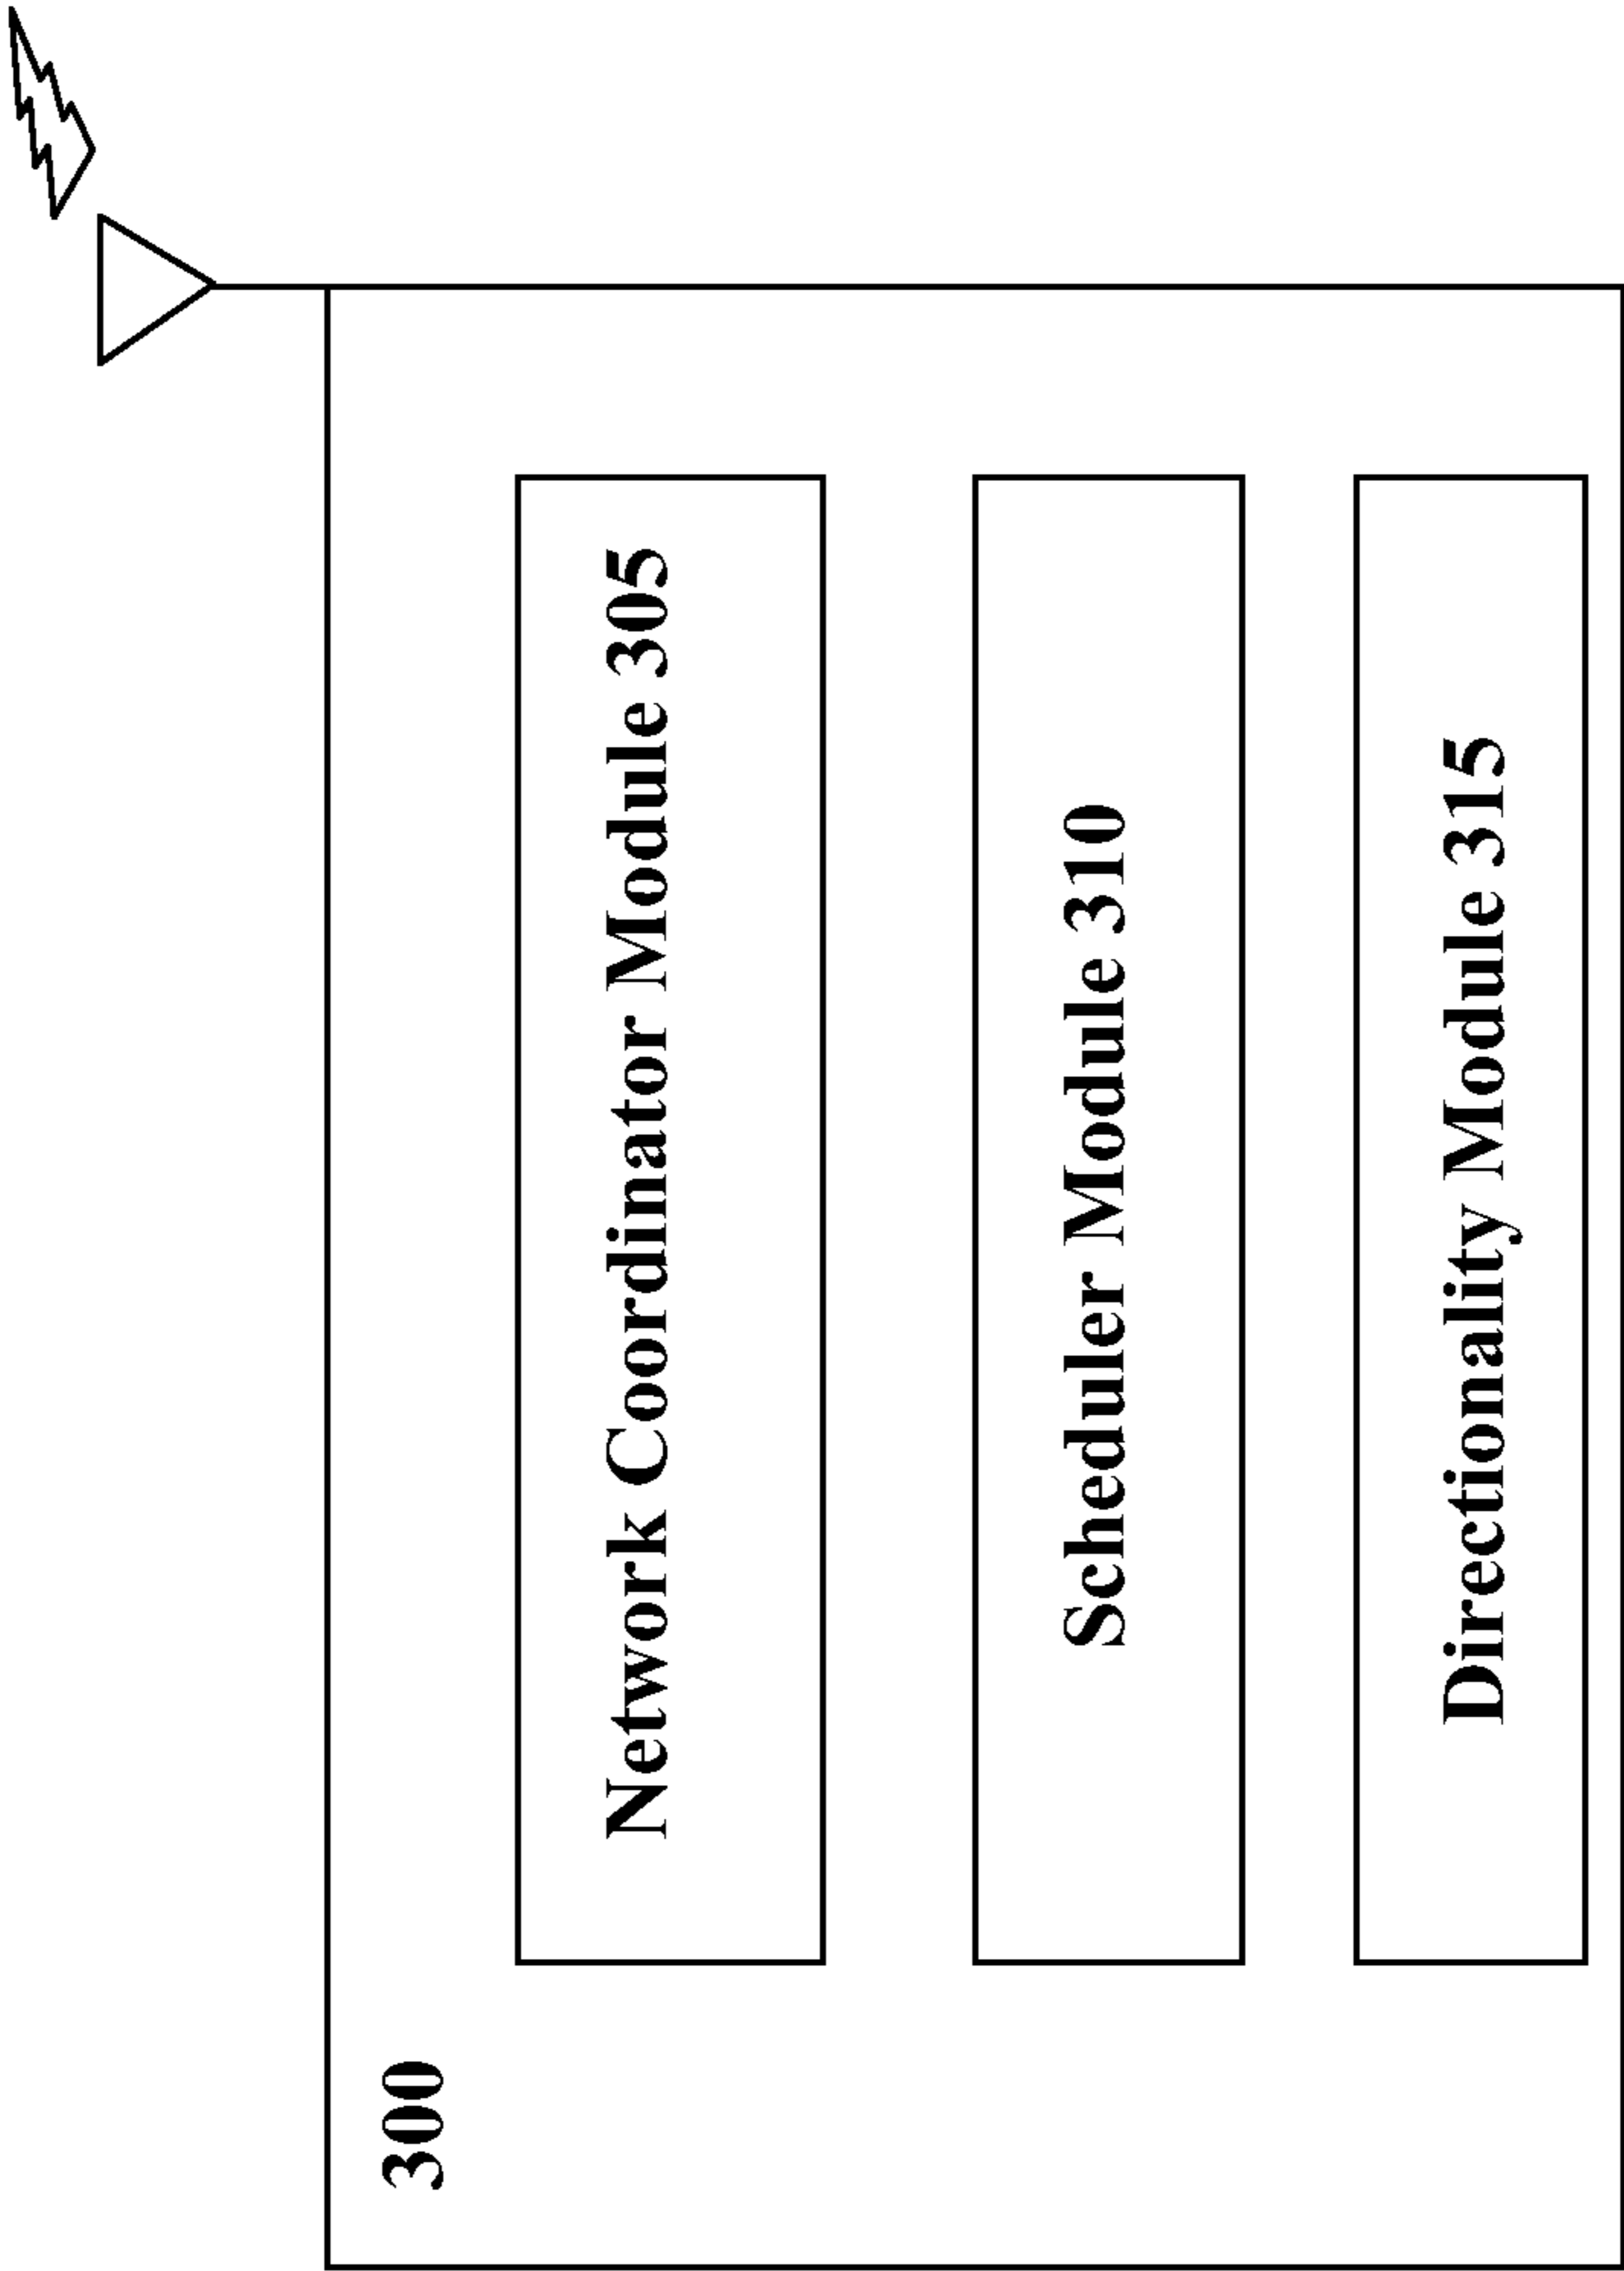 300
Network Coordinator Module 305
Scheduler Module 310
Directionality Module 315